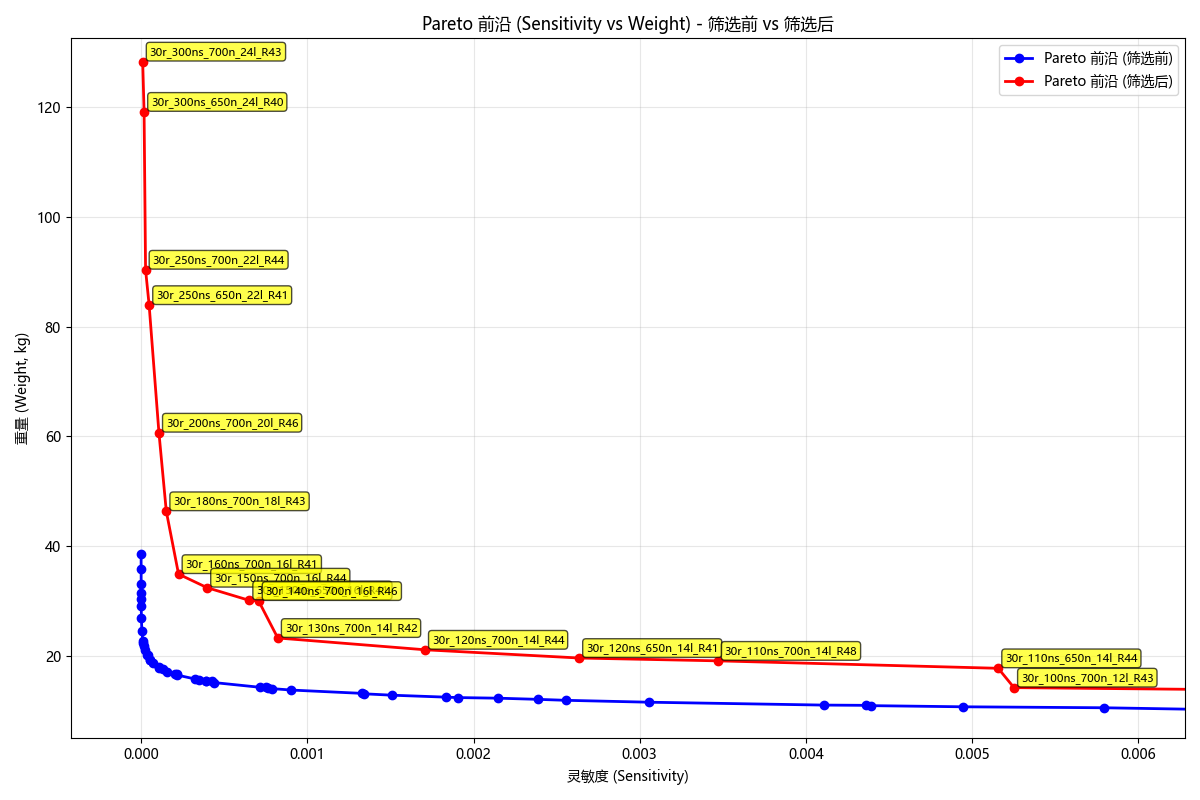 Pareto 前沿 (Sensitivity vs Weight) - 筛选前 vs 筛选后
Pareto 前沿 (筛选前)
Pareto 前沿 (筛选后)
30r_300ns_700n_24l_R43
30r_300ns_650n_24l_R40
30r_250ns_700n_22l_R44
30r_250ns_650n_22l_R41
30r_200ns_700n_20l_R46
30r_180ns_700n_18l_R43
30r_160ns_700n_16l_R41
30r_150ns_700n_16l_R44
30r_140ns_700n_16l_R46
30r_130ns_700n_14l_R42
30r_120ns_700n_14l_R44
30r_120ns_650n_14l_R41
30r_110ns_700n_14l_R48
30r_110ns_650n_14l_R44
30r_100ns_700n_12l_R43
重量 (Weight, kg)
120
100
80
60
40
20
0.000
0.001
0.002
0.003
0.004
0.005
0.006
灵敏度 (Sensitivity)